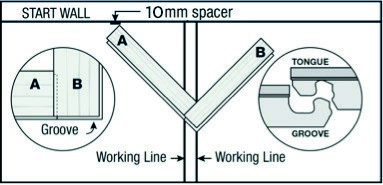 START WALL
10mm spacer
A
B
A
B
TONGUE
Groove
GROOVE
Working Line
Working Line